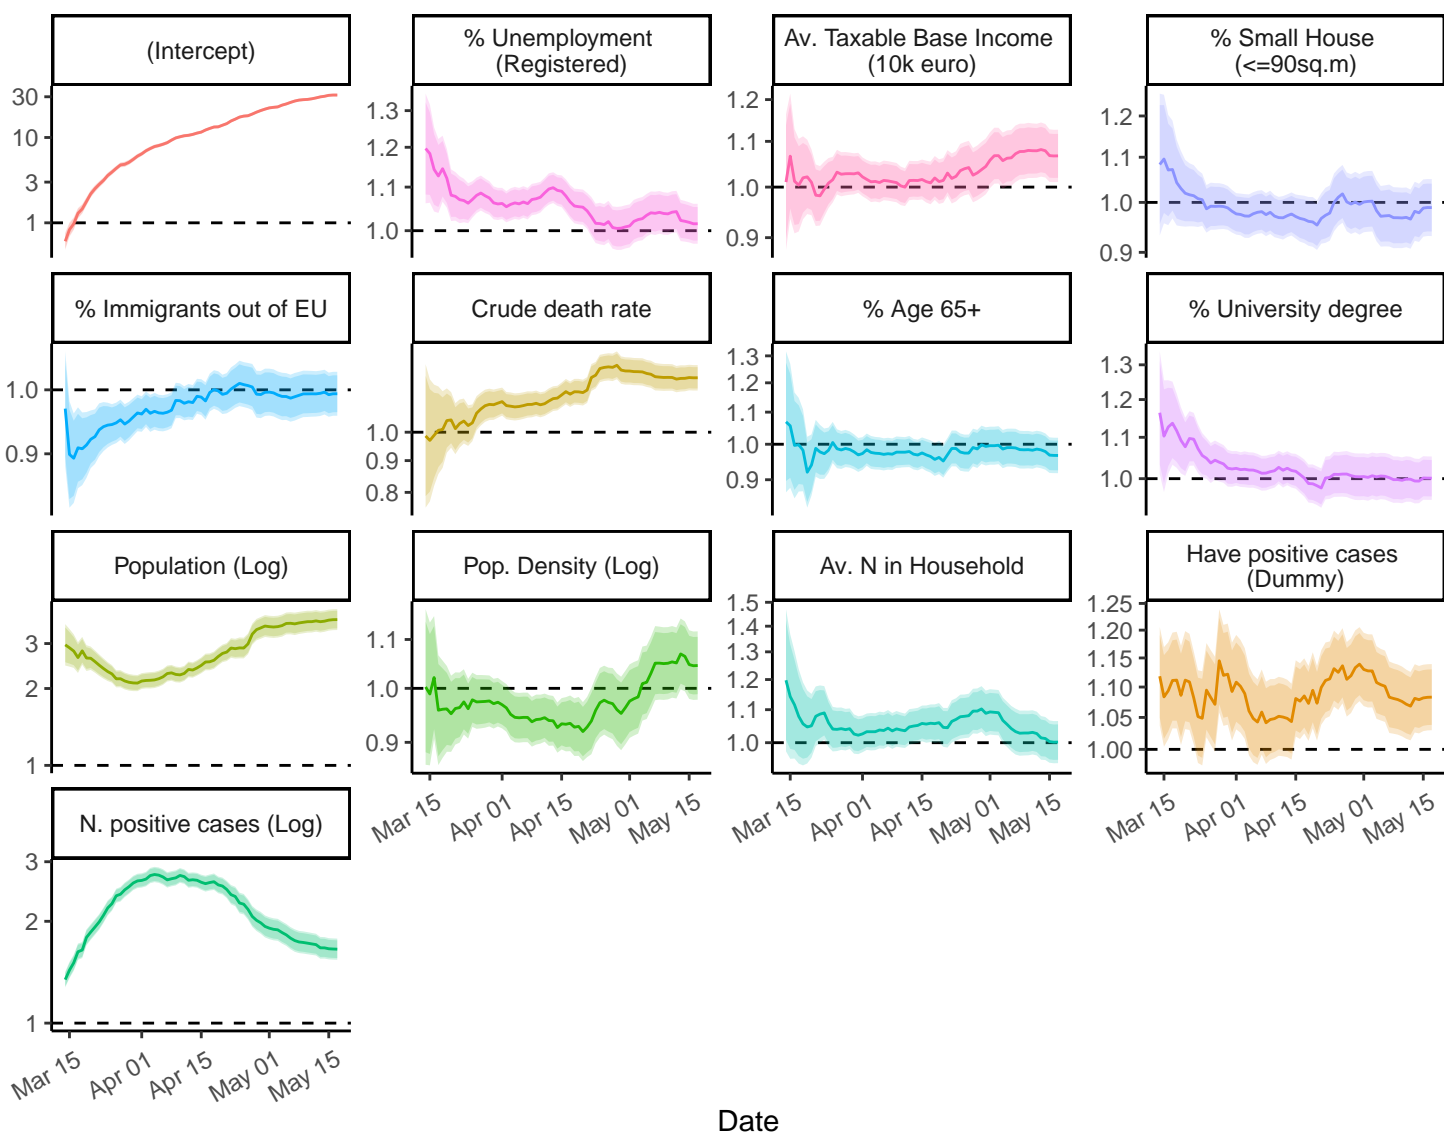 (Intercept)
% Unemployment
(Registered)
Av. Taxable Base Income
(10k euro)
% Small House
(<=90sq.m)
30
10
3
1
1.3
1.2
1.1
1.0
1.2
1.1
1.0
0.9
1.2
1.1
1.0
0.9
% Immigrants out of EU
Crude death rate
% Age 65+
% University degree
1.0
0.9
1.0
0.9
0.8
1.3
1.2
1.1
1.0
0.9
1.3
1.2
1.1
1.0
Population (Log)
Pop. Density (Log)
Av. N in Household
Have positive cases
(Dummy)
3
2
1
1.1
1.0
0.9
1.5
1.4
1.3
1.2
1.1
1.0
1.25
1.20
1.15
1.10
1.05
1.00
Mar 15
Apr 01
Apr 15
May 01
May 15
Mar 15
Apr 01
Apr 15
May 01
May 15
Mar 15
Apr 01
Apr 15
May 01
May 15
N. positive cases (Log)
3
2
1
Mar 15
Apr 01
Apr 15
May 01
May 15
Date